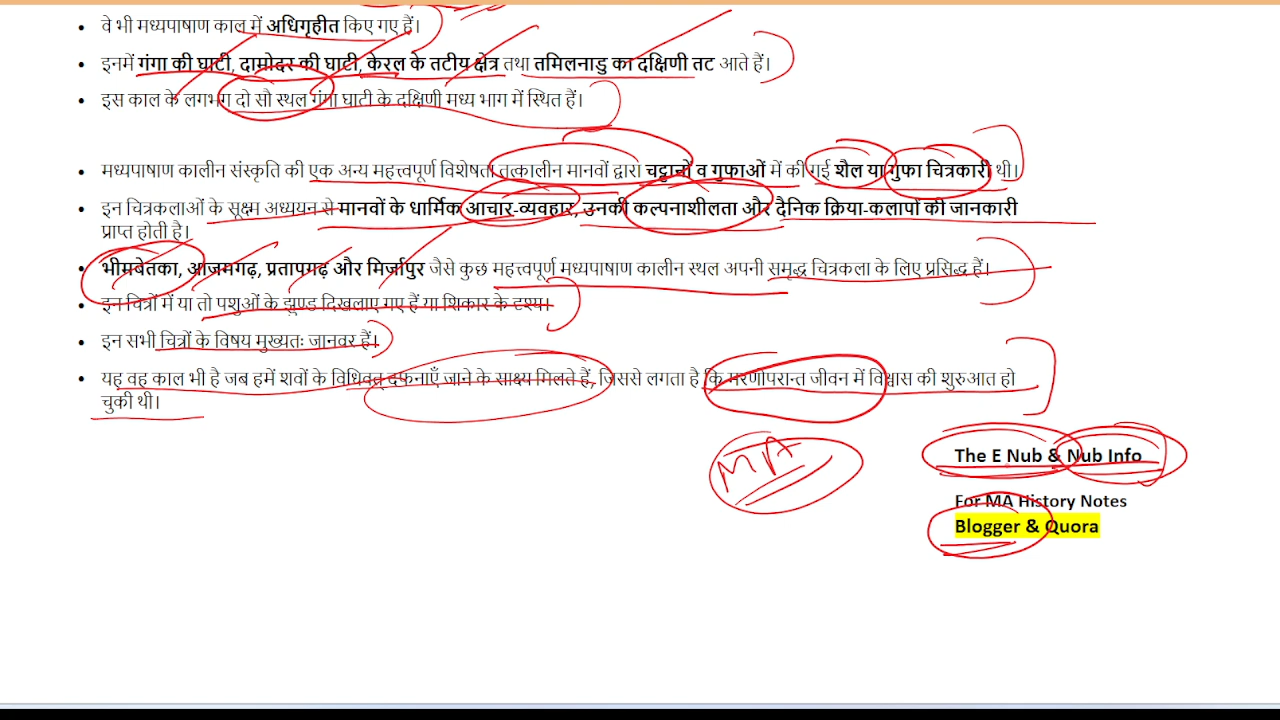 • वे भी मध्यपाषाण काल में अधिगृहीत किए गए हैं।
• इनमें गंगा की घाटी, दामोदर की घाटी, केरल के तटीय क्षेत्र तथा तमिलनाडु का दक्षिणी तट आते हैं।
• इस काल के लगभग दो सौ स्थल गंगा घाटी के दक्षिणी मध्य भाग में स्थित हैं।
• मध्यपाषाण कालीन संस्कृति की एक अन्य महत्त्वपूर्ण विशेषता तत्कालीन मानवों द्वारा चट्टानों व गुफाओं में की गई शैल या गुफा चित्रकारी थी।
• इन चित्रकलाओं के सूक्ष्म अध्ययन से मानवों के धार्मिक आचार-व्यवहार, उनकी कल्पनाशीलता और दैनिक क्रिया-कलापों की जानकारी
प्राप्त होती है।
• भीमबेतका, आजमगढ़, प्रतापगढ़ और मिर्जापुर जैसे कुछ महत्त्वपूर्ण मध्यपाषाण कालीन स्थल अपनी समृद्ध चित्रकला के लिए प्रसिद्ध हैं।
• इन चित्रों में या तो पशुओं के झुण्ड दिखलाए गए हैं या शिकार के दृश्य।
• इन सभी चित्रों के विषय मुख्यतः जानवर हैं।
• यह वह काल भी है जब हमें शवों के विधिवत् दफनाएँ जाने के साक्ष्य मिलते हैं, जिससे लगता है कि मरणोपरान्त जीवन में विश्वास की शुरुआत हो
चुकी थी।
The E Nub & Nub Info
MA
For MA History Notes
Blogger & Quora